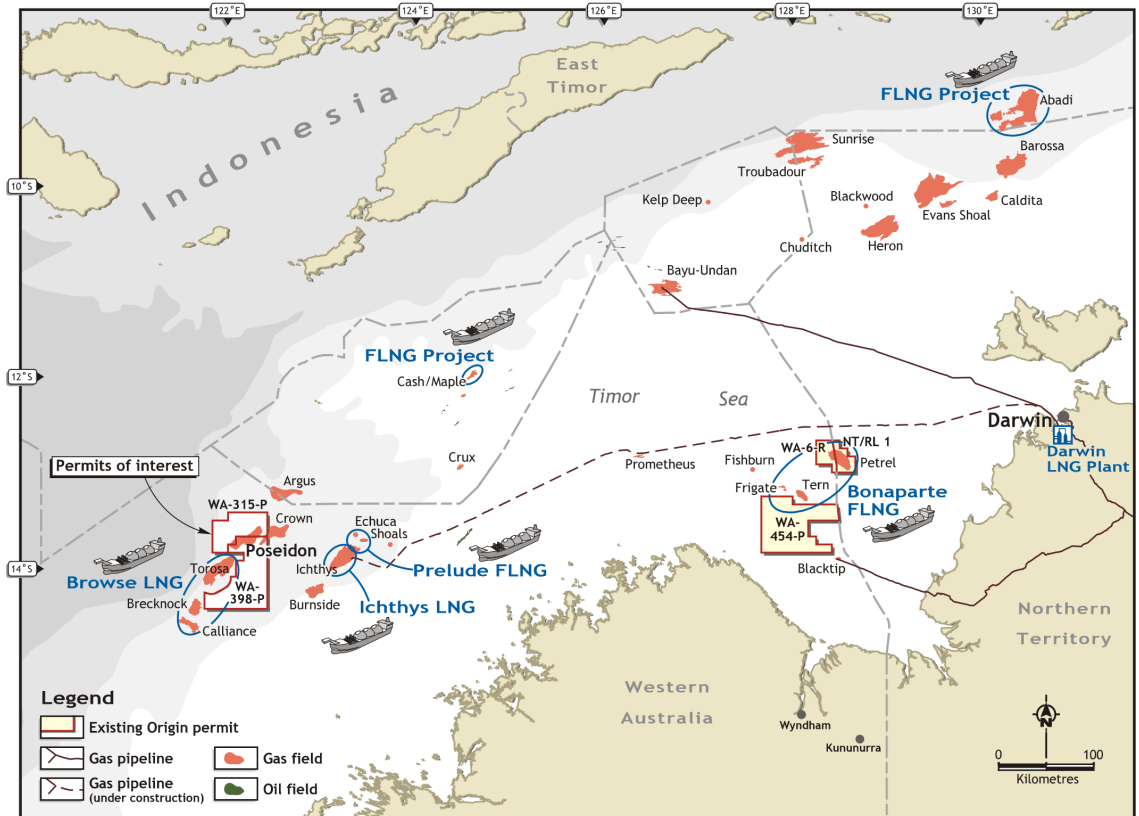 122°E
124°E
126°E
128°E
130°E
East
Timor
Indonesia
FLNG Project
Abadi
Sunrise
Barossa
Troubadour
10°S
Kelp Deep
Blackwood
Caldita
Evans Shoal
Chuditch
Heron
Bayu-Undan
FLNG Project
12°S
Cash/Maple
Timor
Sea
Darwin
Darwin
LNG Plant
WA-6-R
NT/RL 1
Crux
Prometheus
Fishburn
Petrel
Permits of interest
Argus
Frigate
Tern
Bonaparte
FLNG
WA-315-P
Crown
Echuca
Shoals
WA-
454-P
Poseidon
14°S
Torosa
Ichthys
Prelude FLNG
Blacktip
Browse LNG
WA-
398-P
Brecknock
Burnside
Ichthys LNG
Calliance
Northern
Territory
Western
Australia
Legend
Existing Origin permit
Gas pipeline
Gas field
Gas pipeline
(under construction)
Oil field
Wyndham
Kununurra
N
0
100
Kilometres